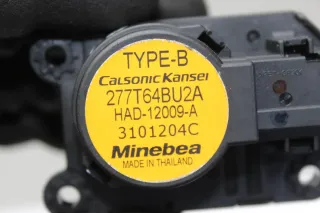 TYPE-B
Calsonic Kansei
277T64BU2A
HAD-12009-A
3101204C
Minebea
MADE IN THAILAND